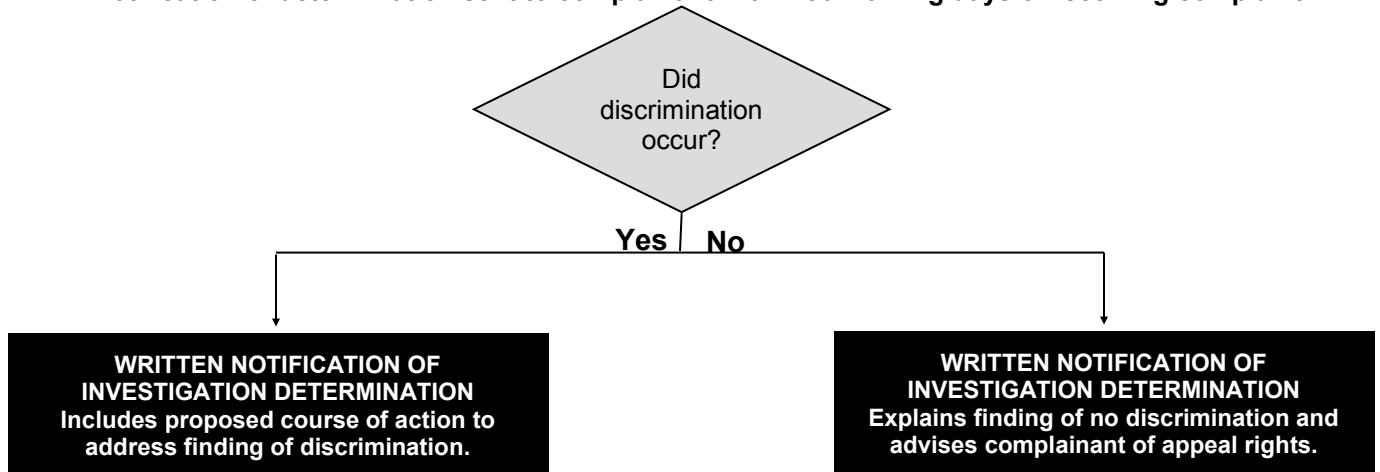 Did
discrimination
occur?
Yes No
WRITTEN NOTIFICATION OF
INVESTIGATION DETERMINATION
Includes proposed course of action to
address finding of discrimination.
WRITTEN NOTIFICATION OF
INVESTIGATION DETERMINATION
Explains finding of no discrimination and
advises complainant of appeal rights.